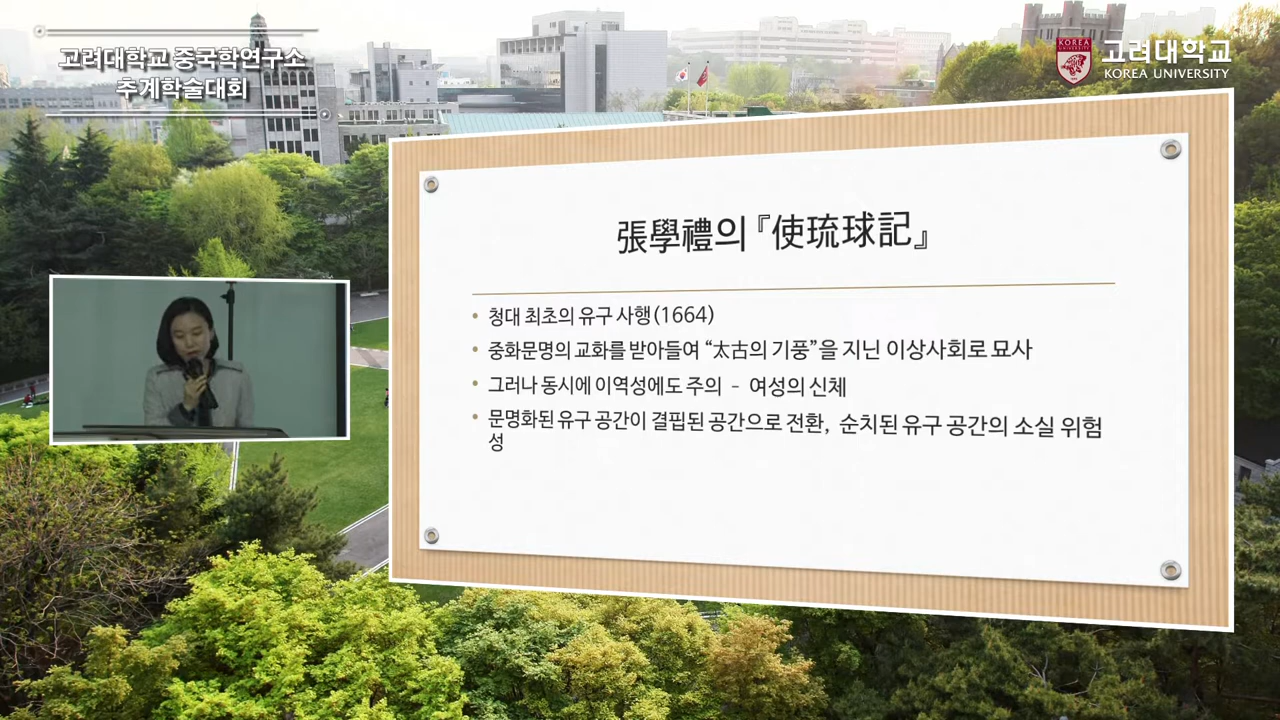 고려대학교 중국학연구소
추계학술대회
KOREA
UNIVERSITY
고려대학교
KOREA UNIVERSITY
張學禮의『使琉球記』
• 청대 최초의 유구 사행(1664)
• 중화문명의 교화를 받아들여 “太古의 기풍”을 지닌 이상사회로 묘사
• 그러나 동시에 이역성에도 주의 – 여성의 신체
• 문명화된 유구 공간이 결핍된 공간으로 전환, 순치된 유구 공간의 소실 위험
성